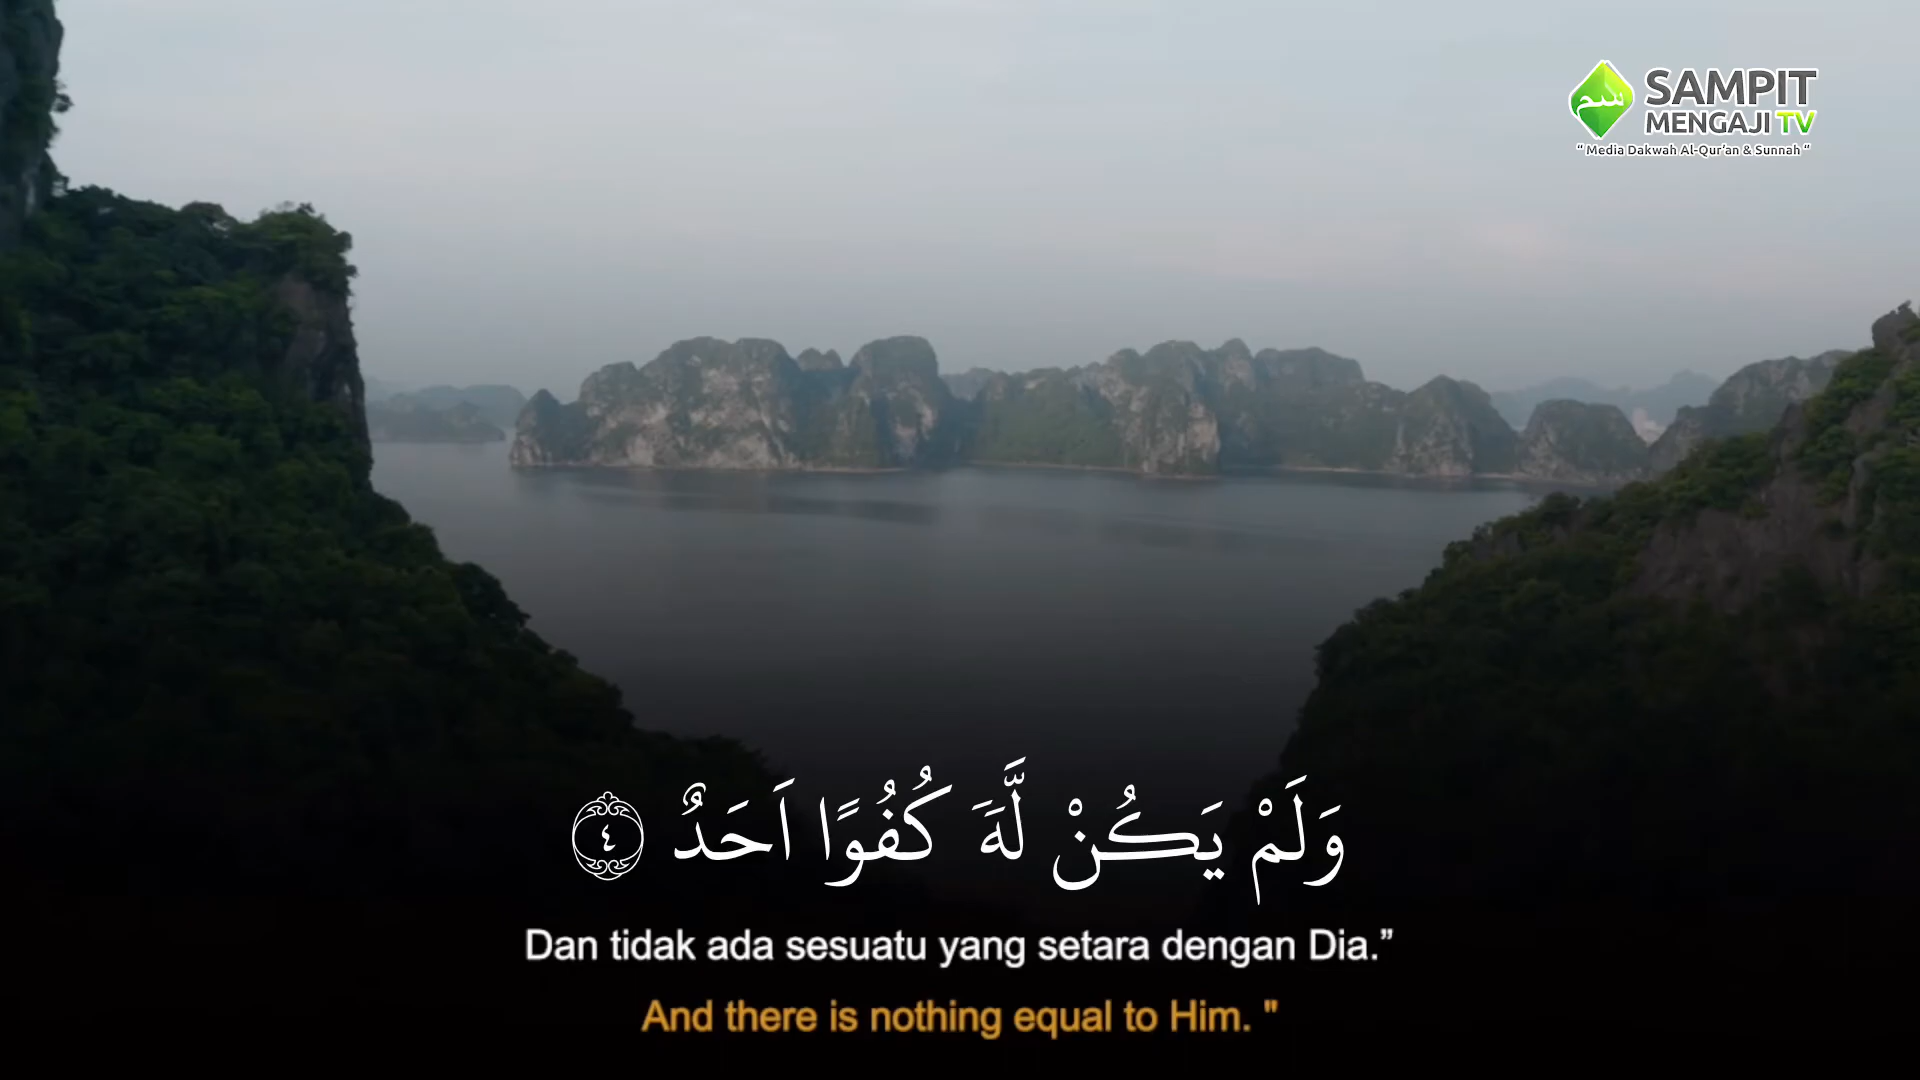 SAMPIT
MENGAJI TV
“ Media Dakwah Al-Qur’an & Sunnah “
وَلَمْ يَكُنْ لَّهَ كُفُوًا اَحَدٌ ٤
Dan tidak ada sesuatu yang setara dengan Dia.”
And there is nothing equal to Him. "